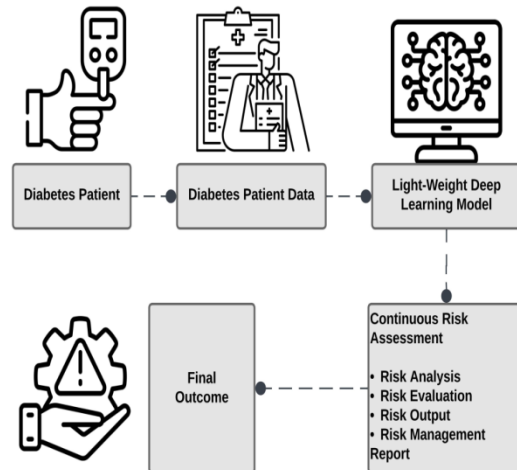 Diabetes Patient
Diabetes Patient Data
Light-Weight Deep
Learning Model
Continuous Risk
Assessment
• Risk Analysis
• Risk Evaluation
• Risk Output
• Risk Management
Report
Final
Outcome